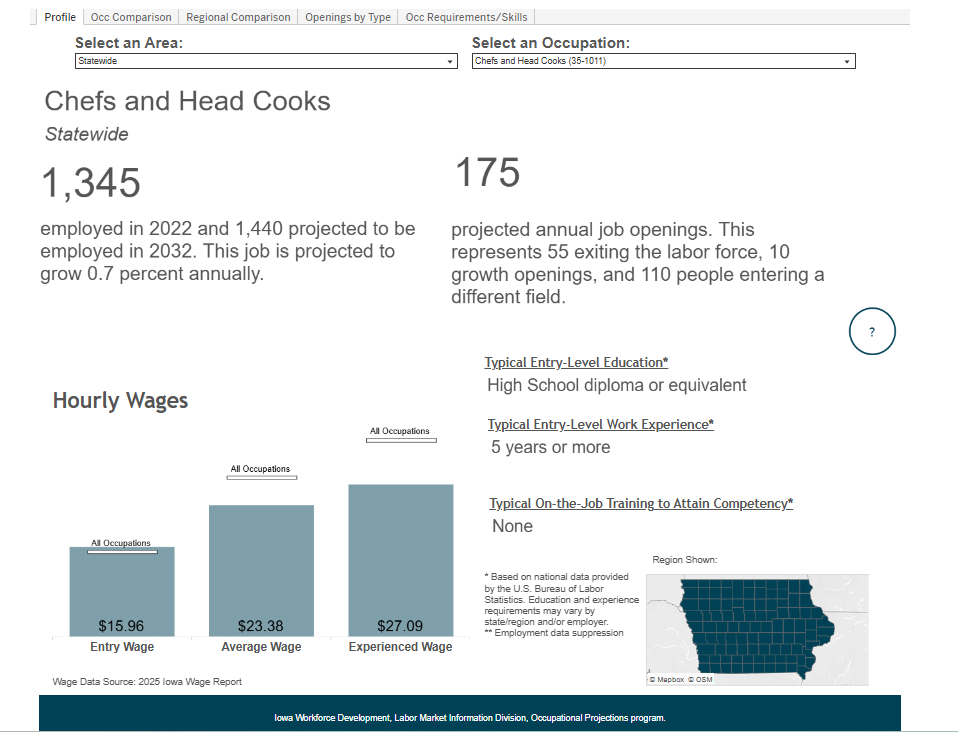 Profile
Occ Comparison
Regional Comparison
Openings by Type
Occ Requirements/Skills
Select an Area:
Statewide
Select an Occupation:
Chefs and Head Cooks (35-1011)
Chefs and Head Cooks
Statewide
1,345
employed in 2022 and 1,440 projected to be
employed in 2032. This job is projected to
grow 0.7 percent annually.
175
projected annual job openings. This
represents 55 exiting the labor force, 10
growth openings, and 110 people entering a
different field.
?
Hourly Wages
All Occupations
All Occupations
All Occupations
$15.96
$23.38
$27.09
Entry Wage
Average Wage
Experienced Wage
Wage Data Source: 2025 Iowa Wage Report
Typical Entry-Level Education*
High School diploma or equivalent
Typical Entry-Level Work Experience*
5 years or more
Typical On-the-Job Training to Attain Competency*
None
* Based on national data provided
by the U.S. Bureau of Labor
Statistics. Education and experience
requirements may vary by
state/region and/or employer.
** Employment data suppression
Region Shown:
© Mapbox © OSM
Iowa Workforce Development, Labor Market Information Division, Occupational Projections program.